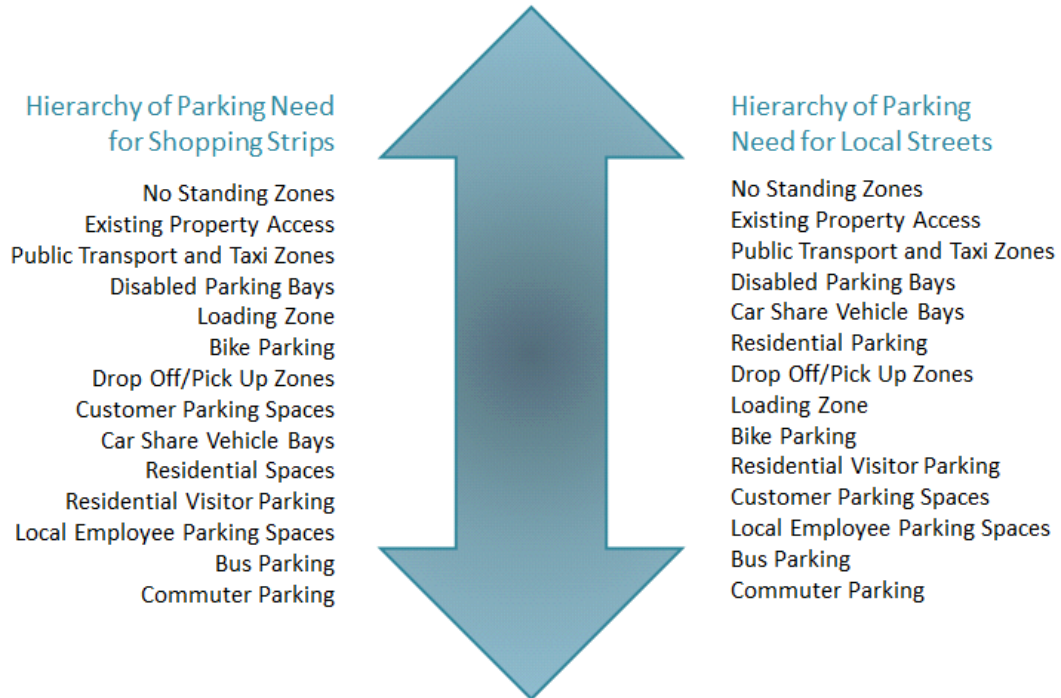 Hierarchy of Parking Need
for Shopping Strips
No Standing Zones
Existing Property Access
Public Transport and Taxi Zones
Disabled Parking Bays
Loading Zone
Bike Parking
Drop Off/Pick Up Zones
Customer Parking Spaces
Car Share Vehicle Bays
Residential Spaces
Residential Visitor Parking
Local Employee Parking Spaces
Bus Parking
Commuter Parking
Hierarchy of Parking
Need for Local Streets
No Standing Zones
Existing Property Access
Public Transport and Taxi Zones
Disabled Parking Bays
Car Share Vehicle Bays
Residential Parking
Drop Off/Pick Up Zones
Loading Zone
Bike Parking
Residential Visitor Parking
Customer Parking Spaces
Local Employee Parking Spaces
Bus Parking
Commuter Parking